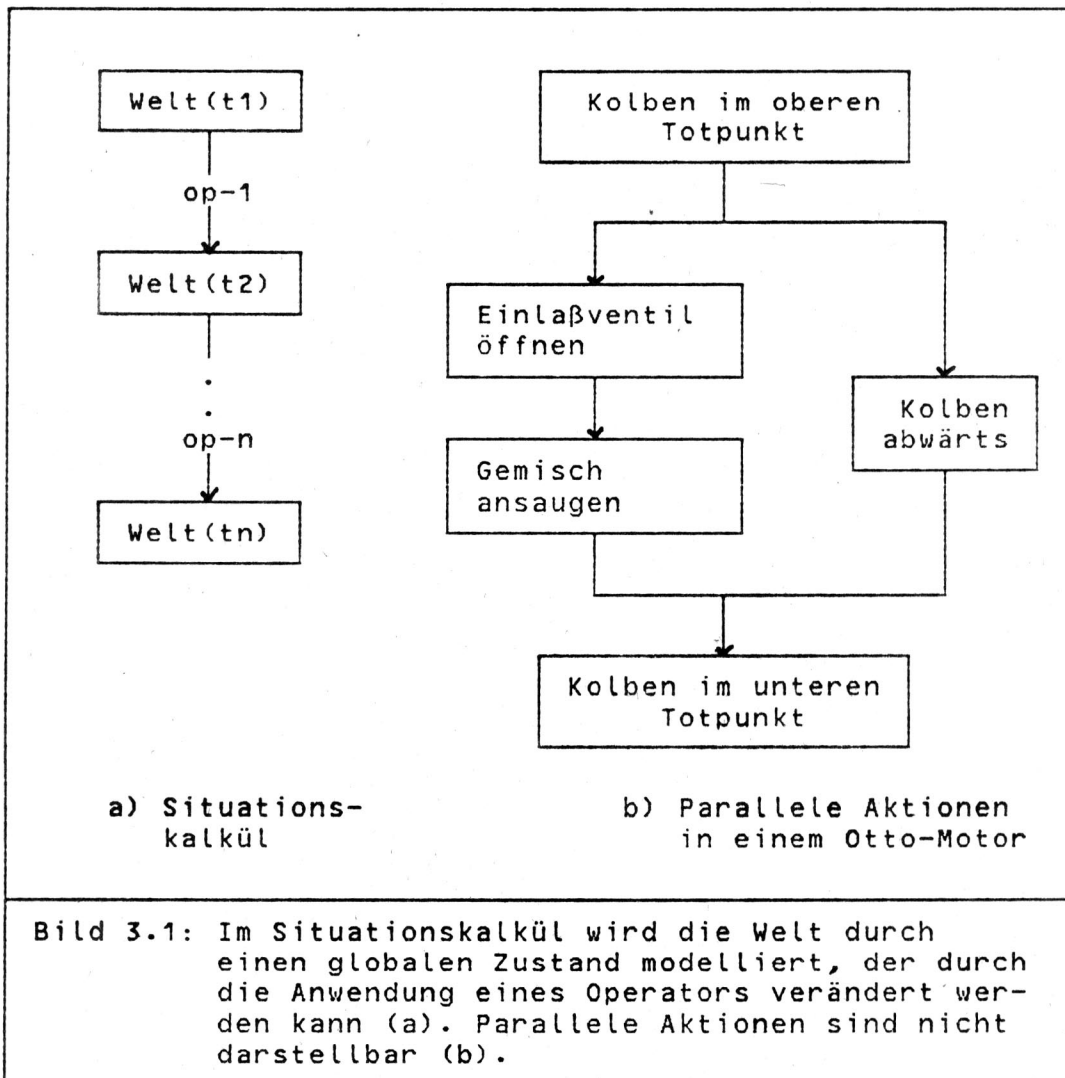 Welt(t1)
op-1
Welt(t2)
.
.
op-n
Welt(tn)
Kolben im oberen
Totpunkt
Einlaßventil
öffnen
Gemisch
ansaugen
Kolben
abwärts
Kolben im unteren
Totpunkt
a) Situations-
kalkül
b) Parallele Aktionen
in einem Otto-Motor
Bild 3.1: Im Situationskalkül wird die Welt durch
einen globalen Zustand modelliert, der durch
die Anwendung eines Operators verändert wer-
den kann (a). Parallele Aktionen sind nicht
darstellbar (b).